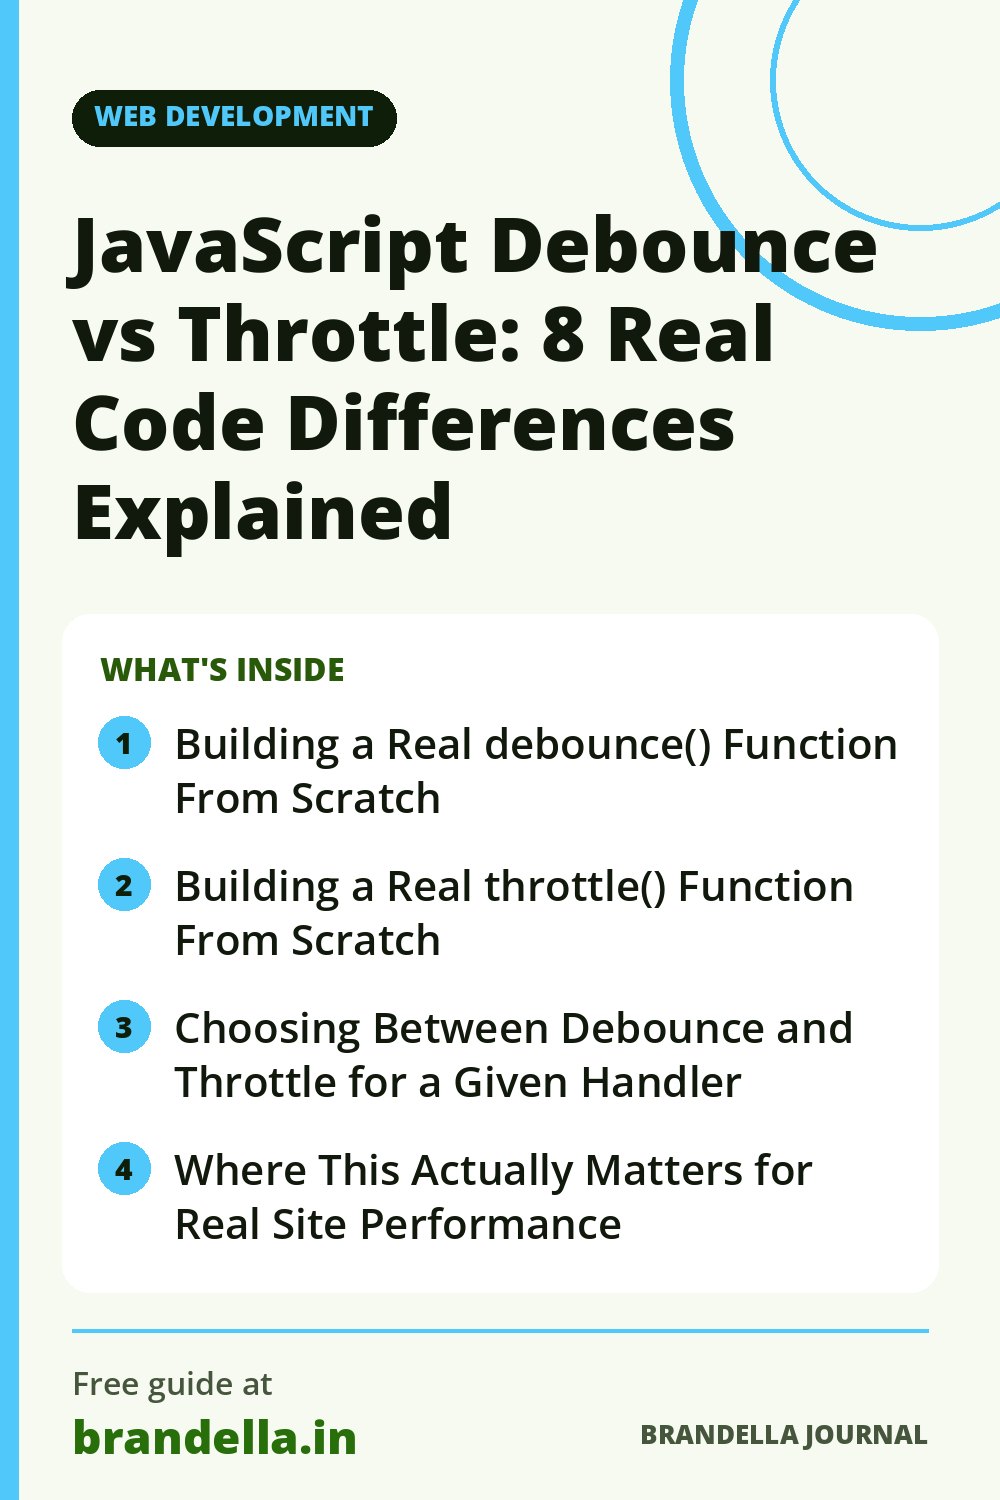 WEB DEVELOPMENT
JavaScript Debounce
vs Throttle: 8 Real
Code Differences
Explained
WHAT'S INSIDE
1 Building a Real debounce() Function
From Scratch
2 Building a Real throttle() Function
From Scratch
3 Choosing Between Debounce and
Throttle for a Given Handler
4 Where This Actually Matters for
Real Site Performance
Free guide at
brandella.in
BRANDELLA JOURNAL